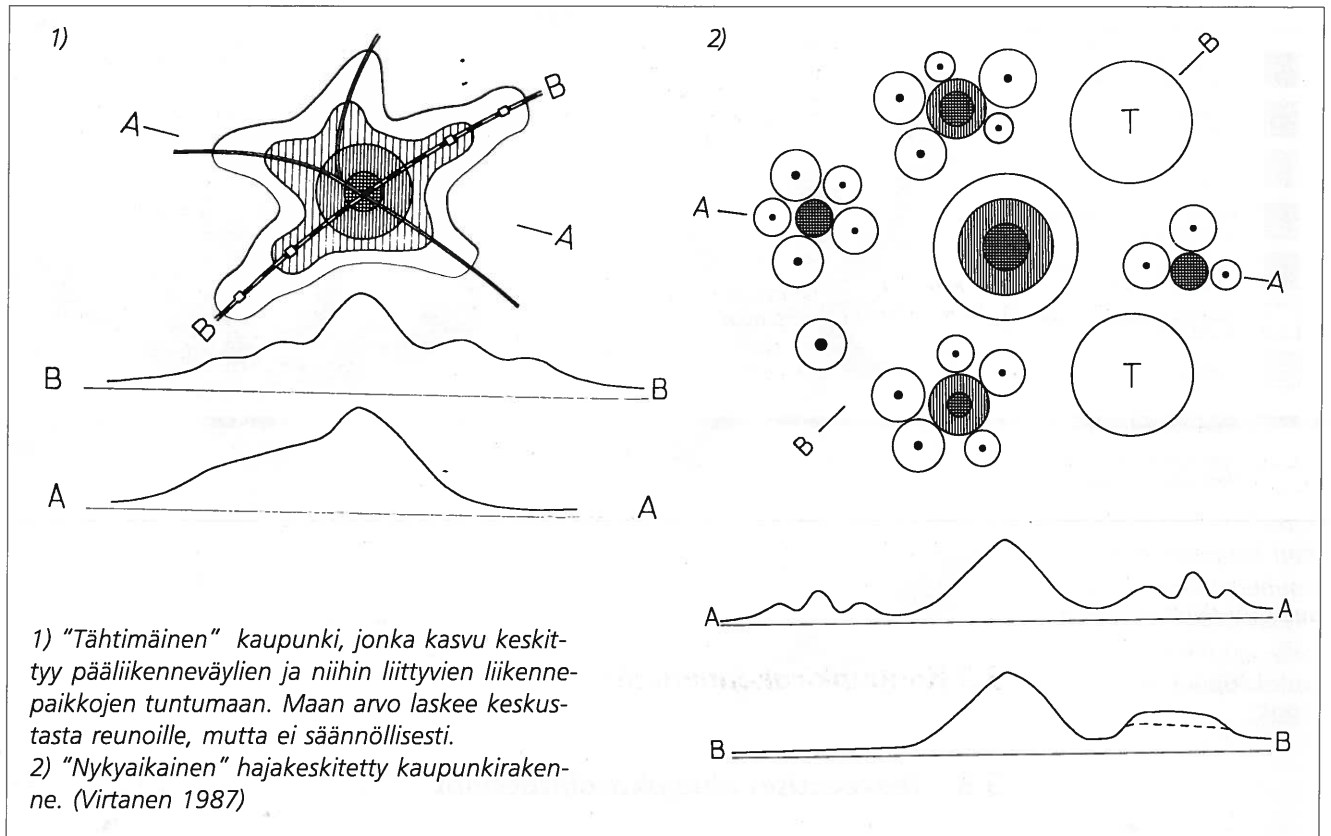 1)
A
B
A
B
B
B
A
A
2)
B
T
A
A
B
T
A
A
B
B
1) "Tähtimäinen" kaupunki, jonka kasvu keskit-
tyy pääliikenneväylien ja niihin liittyvien liikenne-
paikkojen tuntumaan. Maan arvo laskee keskus-
tasta reunoille, mutta ei säännöllisesti.
2) "Nykyaikainen" hajakeskitetty kaupunkiraken-
ne. (Virtanen 1987)